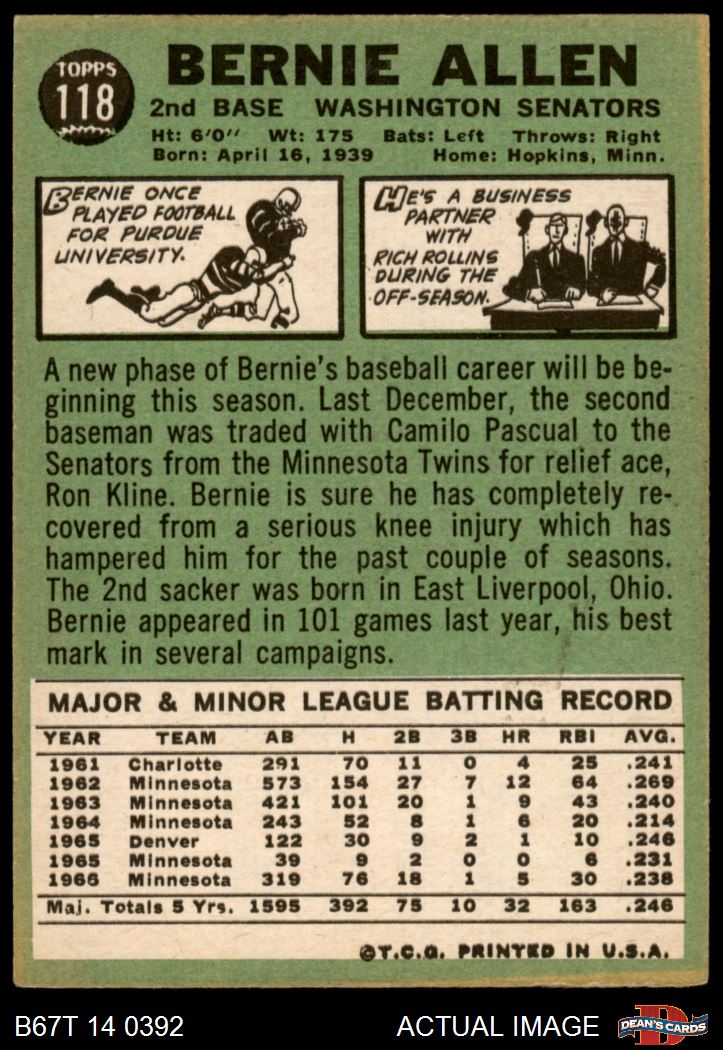 TOPPS
118
BERNIE ALLEN
2nd BASE WASHINGTON SENATORS
Ht: 6'0" Wt: 175 Bats: Left Throws: Right
Born: April 16, 1939 Home: Hopkins, Minn.
BERNIE ONCE
PLAYED FOOTBALL
FOR PURDUE
UNIVERSITY.
HE'S A BUSINESS
PARTNER
WITH
RICH ROLLINS
DURING THE
OFF-SEASON.
A new phase of Bernie's baseball career will be be-
ginning this season. Last December, the second
baseman was traded with Camilo Pascual to the
Senators from the Minnesota Twins for relief ace,
Ron Kline. Bernie is sure he has completely re-
covered from a serious knee injury which has
hampered him for the past couple of seasons.
The 2nd sacker was born in East Liverpool, Ohio.
Bernie appeared in 101 games last year, his best
mark in several campaigns.
MAJOR & MINOR LEAGUE BATTING RECORD
YEAR TEAM AB H 2B 3B HR RBI AVG.
1961 Charlotte 291 70 11 0 4 25 .241
1962 Minnesota 573 154 27 7 12 64 .269
1963 Minnesota 421 101 20 1 9 43 .240
1964 Minnesota 243 52 8 1 6 20 .214
1965 Denver 122 30 9 2 1 10 .246
1965 Minnesota 39 9 2 0 0 6 .231
1966 Minnesota 319 76 18 1 5 30 .238
Maj. Totals 5 Yrs. 1595 392 75 10 32 163 .246
©T.C.G. PRINTED IN U.S.A.
B67T 14 0392 ACTUAL IMAGE
D
DEAN'S CARDS